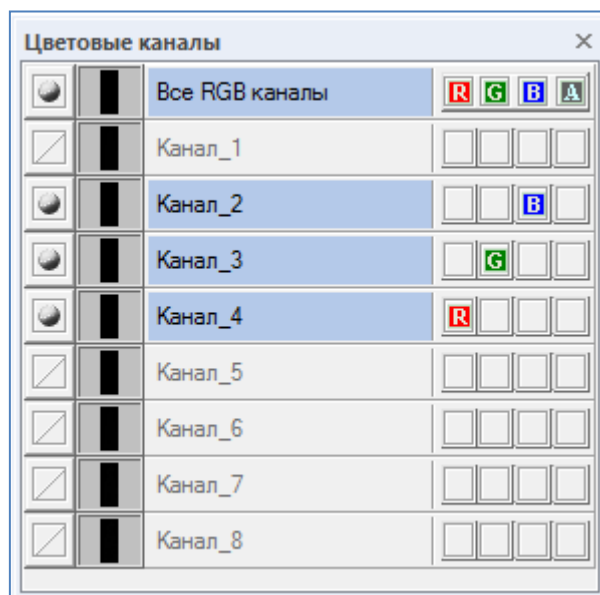 Цветовые каналы
Все RGB каналы R G B A
Канал_1
Канал_2 B
Канал_3 G
Канал_4 R
Канал_5
Канал_6
Канал_7
Канал_8